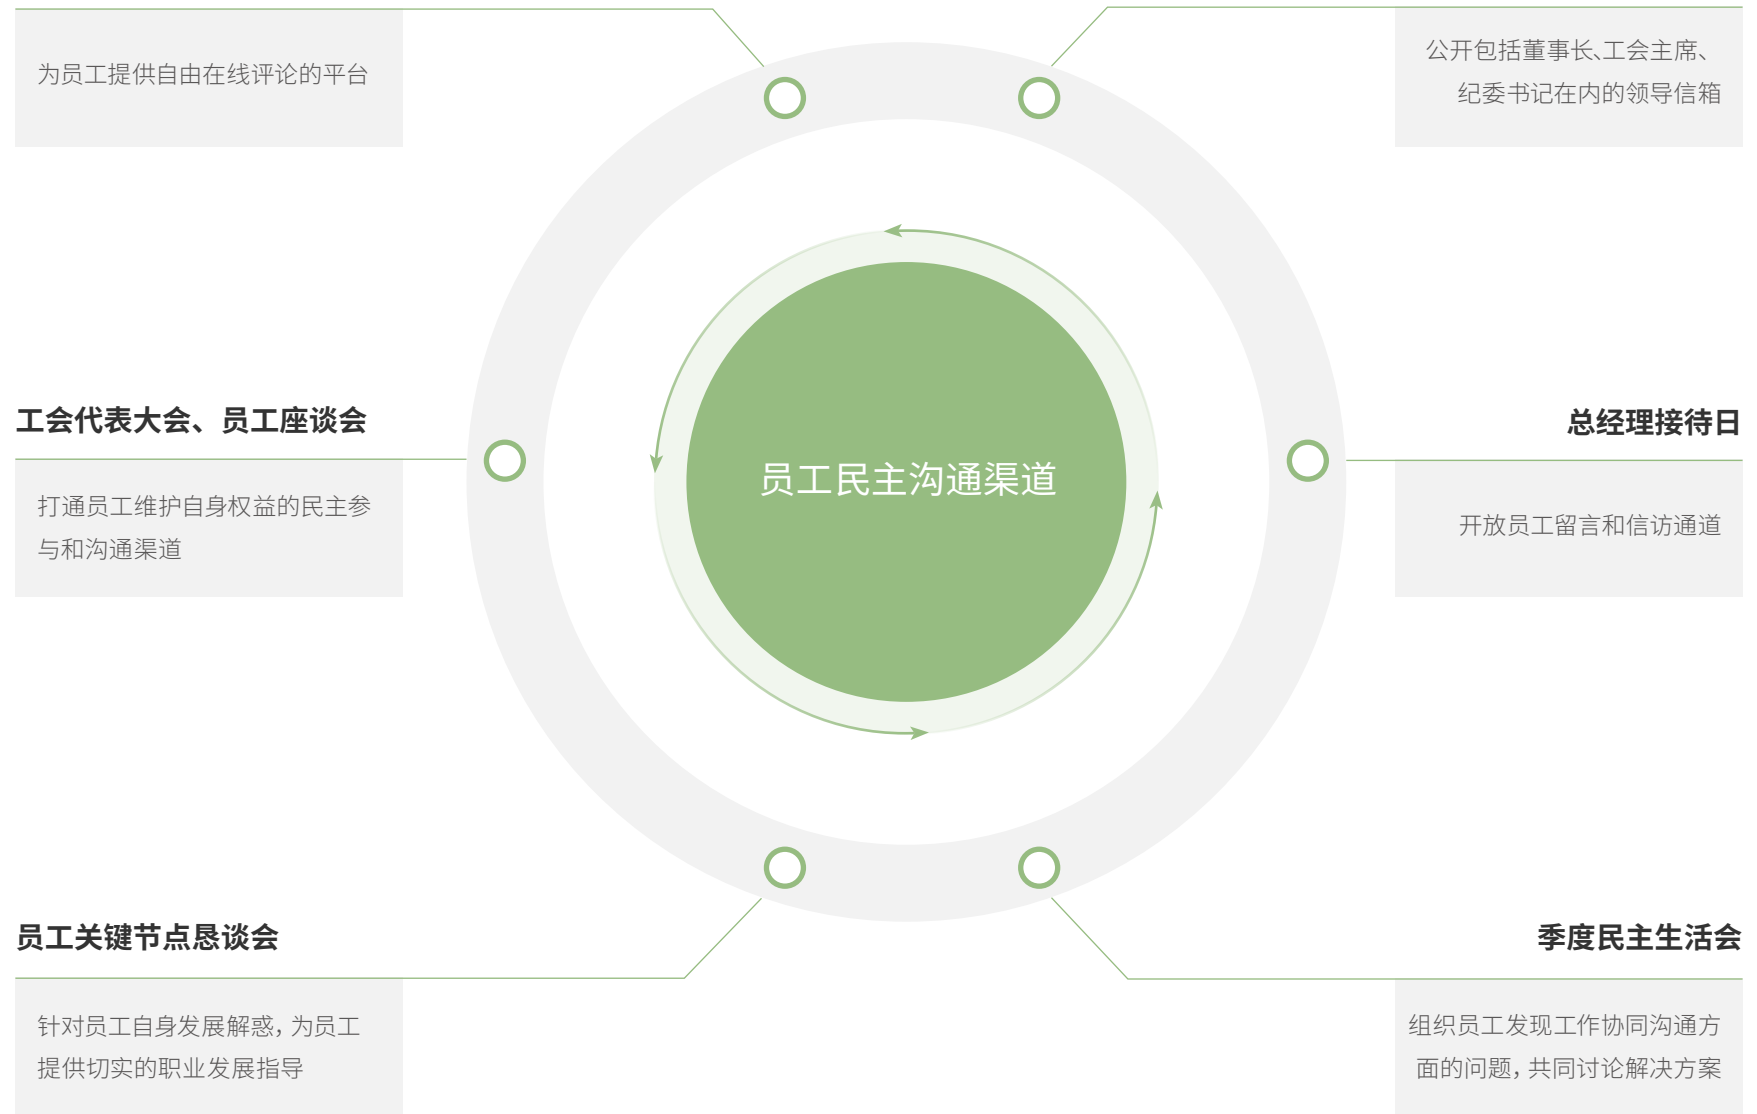 为员工提供自由在线评论的平台
公开包括董事长、工会主席、
纪委书记在内的领导信箱
工会代表大会、员工座谈会
打通员工维护自身权益的民主参
与和沟通渠道
员工民主沟通渠道
总经理接待日
开放员工留言和信访通道
员工关键节点恳谈会
针对员工自身发展解惑，为员工
提供切实的职业发展指导
季度民主生活会
组织员工发现工作协同沟通方
面的问题，共同讨论解决方案